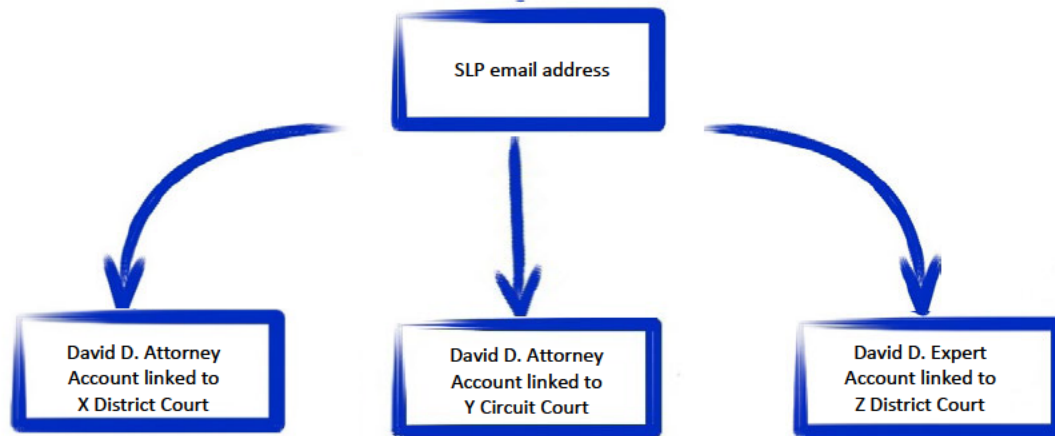 SLP email address
David D. Attorney
Account linked to
X District Court
David D. Attorney
Account linked to
Y Circuit Court
David D. Expert
Account linked to
Z District Court